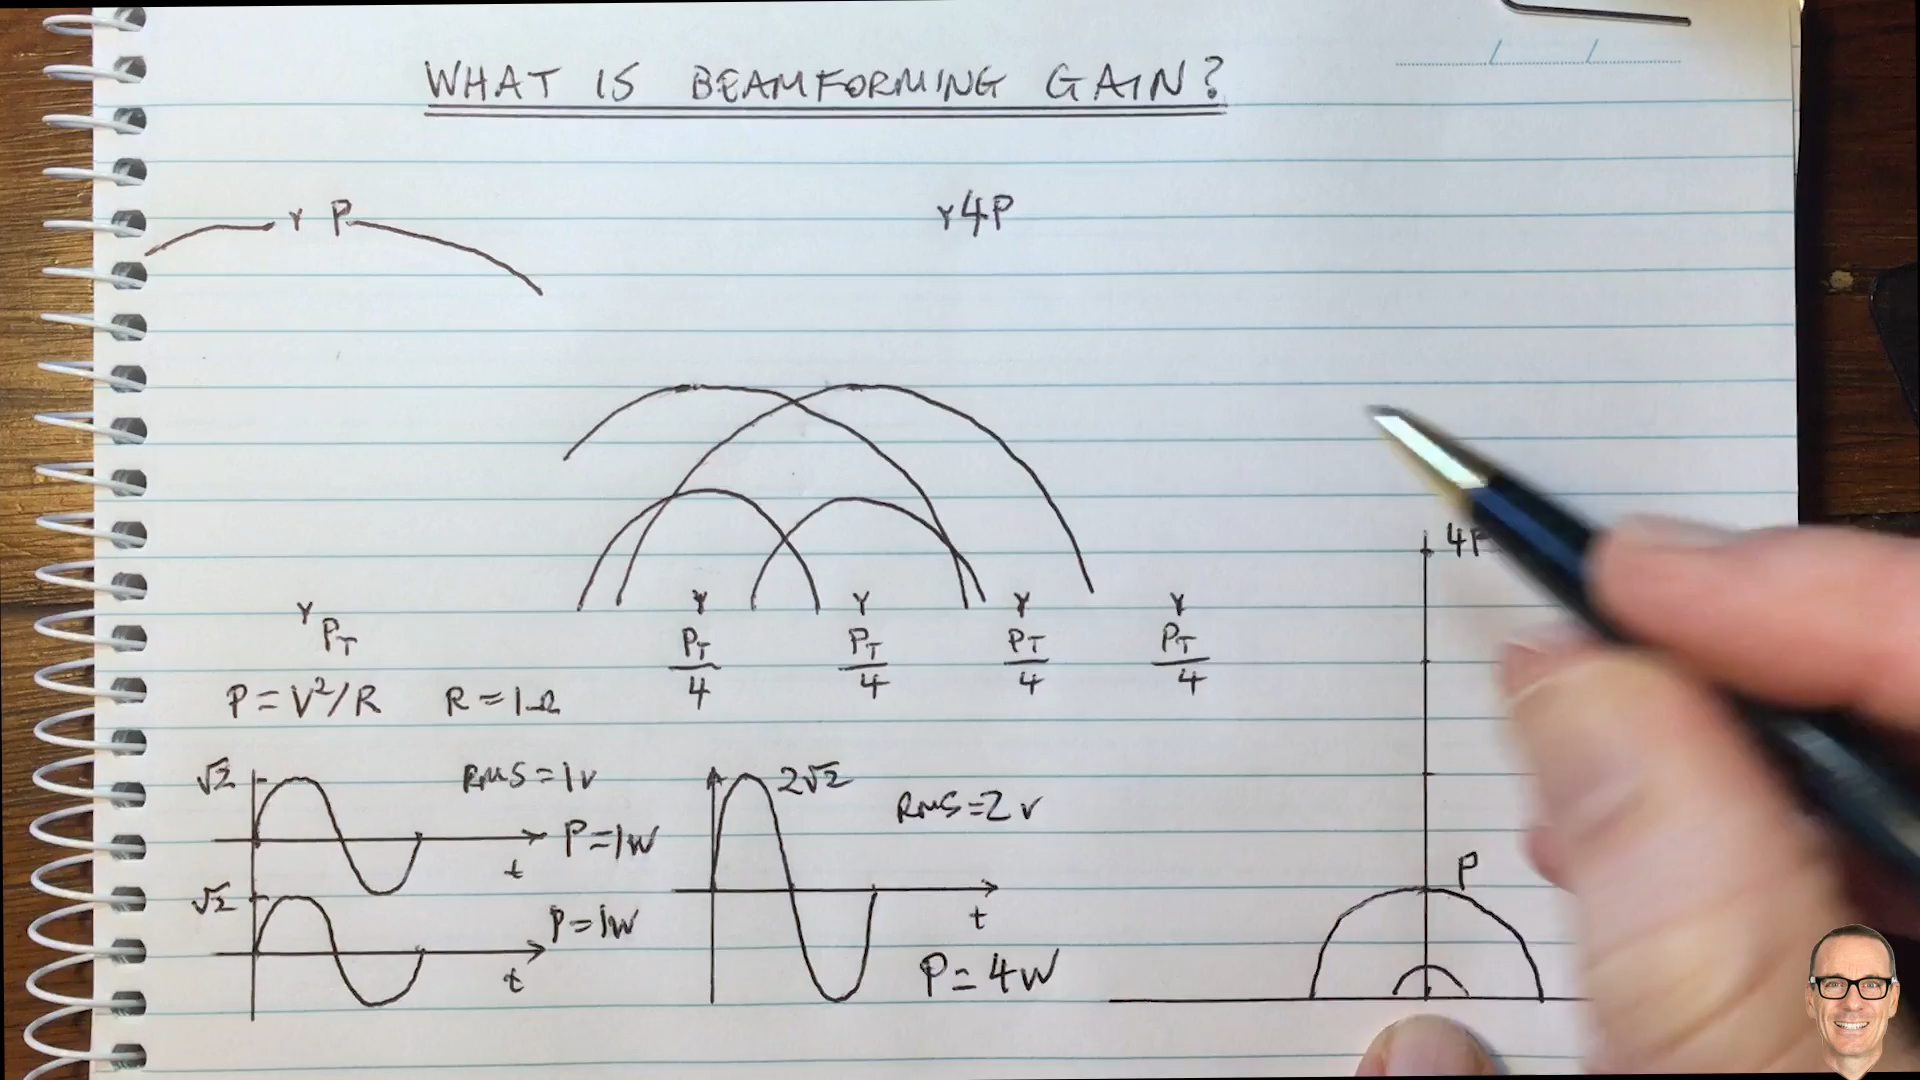 WHAT IS BEAMFORMING GAIN?
P
4P
P_T
P_T/4
P_T/4
P_T/4
P_T/4
P=V²/R R=1Ω
√2
RMS=1V
P=1W
t
√2
P=1W
t
2√2
RMS=2V
t
P=4W
4P
P